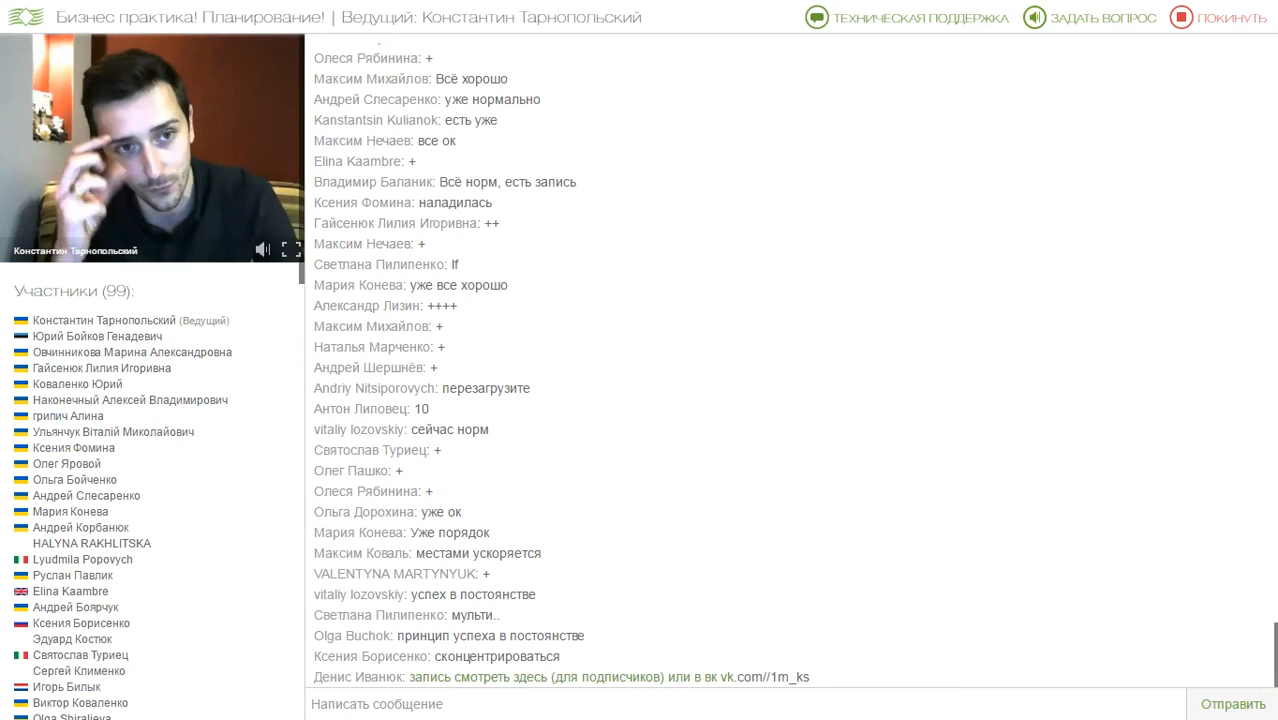 Бизнес практика! Планирование! | Ведущий: Константин Тарнопольский
ТЕХНИЧЕСКАЯ ПОДДЕРЖКА
ЗАДАТЬ ВОПРОС
ПОКИНУТЬ
Константин Тарнопольский
Участники (99):
Константин Тарнопольский (Ведущий)
Юрий Бойков Генадевич
Овчинникова Марина Александровна
Гайсенюк Лилия Игоривна
Коваленко Юрий
Наконечный Алексей Владимирович
грипич Алина
Ульянчук Віталій Миколайович
Ксения Фомина
Олег Яровой
Ольга Бойченко
Андрей Слесаренко
Мария Конева
Андрей Корбанюк
HALYNA RAKHLITSKA
Lyudmila Popovych
Руслан Павлик
Elina Kaambre
Андрей Боярчук
Ксения Борисенко
Эдуард Костюк
Святослав Туриец
Сергей Клименко
Игорь Билык
Виктор Коваленко
Olga Shiralieva
Олеся Рябинина: +
Максим Михайлов: Всё хорошо
Андрей Слесаренко: уже нормально
Kanstantsin Kulianok: есть уже
Максим Нечаев: все ок
Elina Kaambre: +
Владимир Баланик: Всё норм, есть запись
Ксения Фомина: наладилась
Гайсенюк Лилия Игоривна: ++
Максим Нечаев: +
Светлана Пилипенко: lf
Мария Конева: уже все хорошо
Александр Лизин: ++++
Максим Михайлов: +
Наталья Марченко: +
Андрей Шершнёв: +
Andriy Nitsiporovych: перезагрузите
Антон Липовец: 10
vitaliy lozovskiy: сейчас норм
Святослав Туриец: +
Олег Пашко: +
Олеся Рябинина: +
Ольга Дорохина: уже ок
Мария Конева: Уже порядок
Максим Коваль: местами ускоряется
VALENTYNA MARTYNYUK: +
vitaliy lozovskiy: успех в постоянстве
Светлана Пилипенко: мульти..
Olga Buchok: принцип успеха в постоянстве
Ксения Борисенко: сконцентрироваться
Денис Иванюк: запись смотреть здесь (для подписчиков) или в вк vk.com//1m_ks
Написать сообщение
Отправить